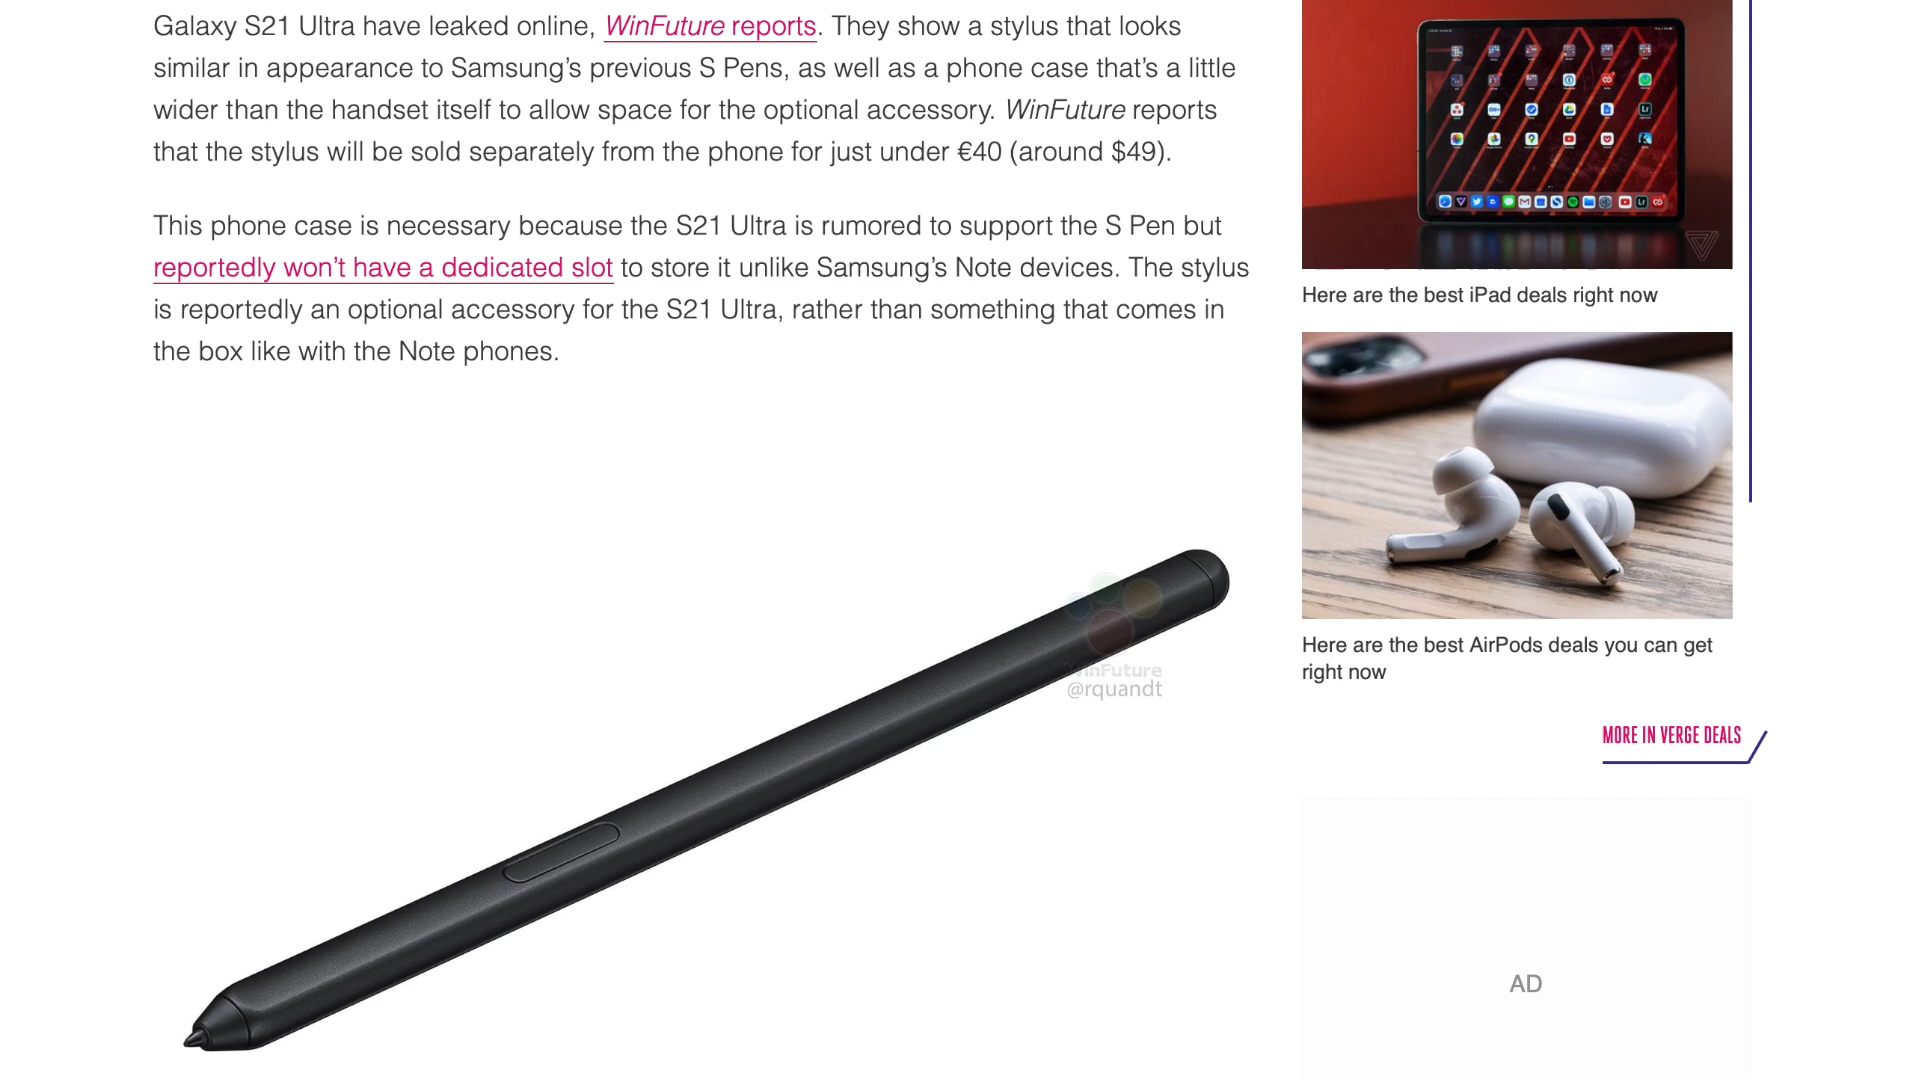 Galaxy S21 Ultra have leaked online, WinFuture reports. They show a stylus that looks
similar in appearance to Samsung’s previous S Pens, as well as a phone case that’s a little
wider than the handset itself to allow space for the optional accessory. WinFuture reports
that the stylus will be sold separately from the phone for just under €40 (around $49).
This phone case is necessary because the S21 Ultra is rumored to support the S Pen but
reportedly won’t have a dedicated slot to store it unlike Samsung’s Note devices. The stylus
is reportedly an optional accessory for the S21 Ultra, rather than something that comes in
the box like with the Note phones.
WinFuture
@rquandt
Here are the best iPad deals right now
Here are the best AirPods deals you can get
right now
MORE IN VERGE DEALS
AD